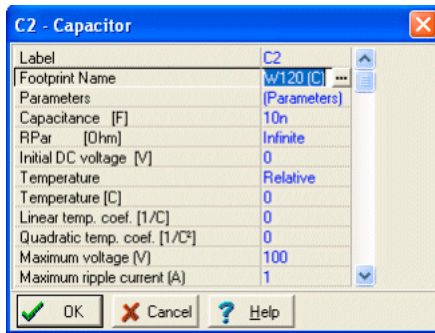 C2 - Capacitor
Label C2
Footprint Name W120 (C) ...
Parameters (Parameters)
Capacitance [F] 10n
RPar [Ohm] Infinite
Initial DC voltage [V] 0
Temperature Relative
Temperature [C] 0
Linear temp. coef. [1/C] 0
Quadratic temp. coef. [1/C²] 0
Maximum voltage (V) 100
Maximum ripple current (A) 1
OK Cancel ? Help